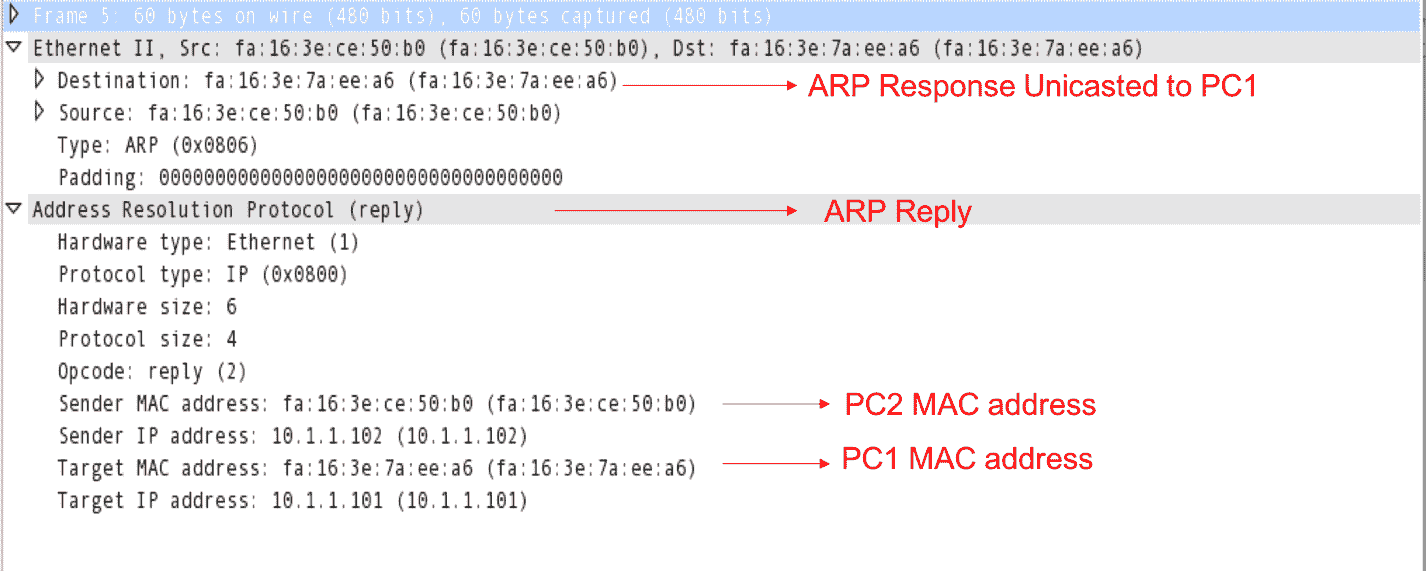 Frame 5: 60 bytes on wire (480 bits), 60 bytes captured (480 bits)
Ethernet II, Src: fa:16:3e:ce:50:b0 (fa:16:3e:ce:50:b0), Dst: fa:16:3e:7a:ee:a6 (fa:16:3e:7a:ee:a6)
Destination: fa:16:3e:7a:ee:a6 (fa:16:3e:7a:ee:a6) ARP Response Unicasted to PC1
Source: fa:16:3e:ce:50:b0 (fa:16:3e:ce:50:b0)
Type: ARP (0x0806)
Padding: 000000000000000000000000000000000000
Address Resolution Protocol (reply) ARP Reply
Hardware type: Ethernet (1)
Protocol type: IP (0x0800)
Hardware size: 6
Protocol size: 4
Opcode: reply (2)
Sender MAC address: fa:16:3e:ce:50:b0 (fa:16:3e:ce:50:b0) PC2 MAC address
Sender IP address: 10.1.1.102 (10.1.1.102)
Target MAC address: fa:16:3e:7a:ee:a6 (fa:16:3e:7a:ee:a6) PC1 MAC address
Target IP address: 10.1.1.101 (10.1.1.101)